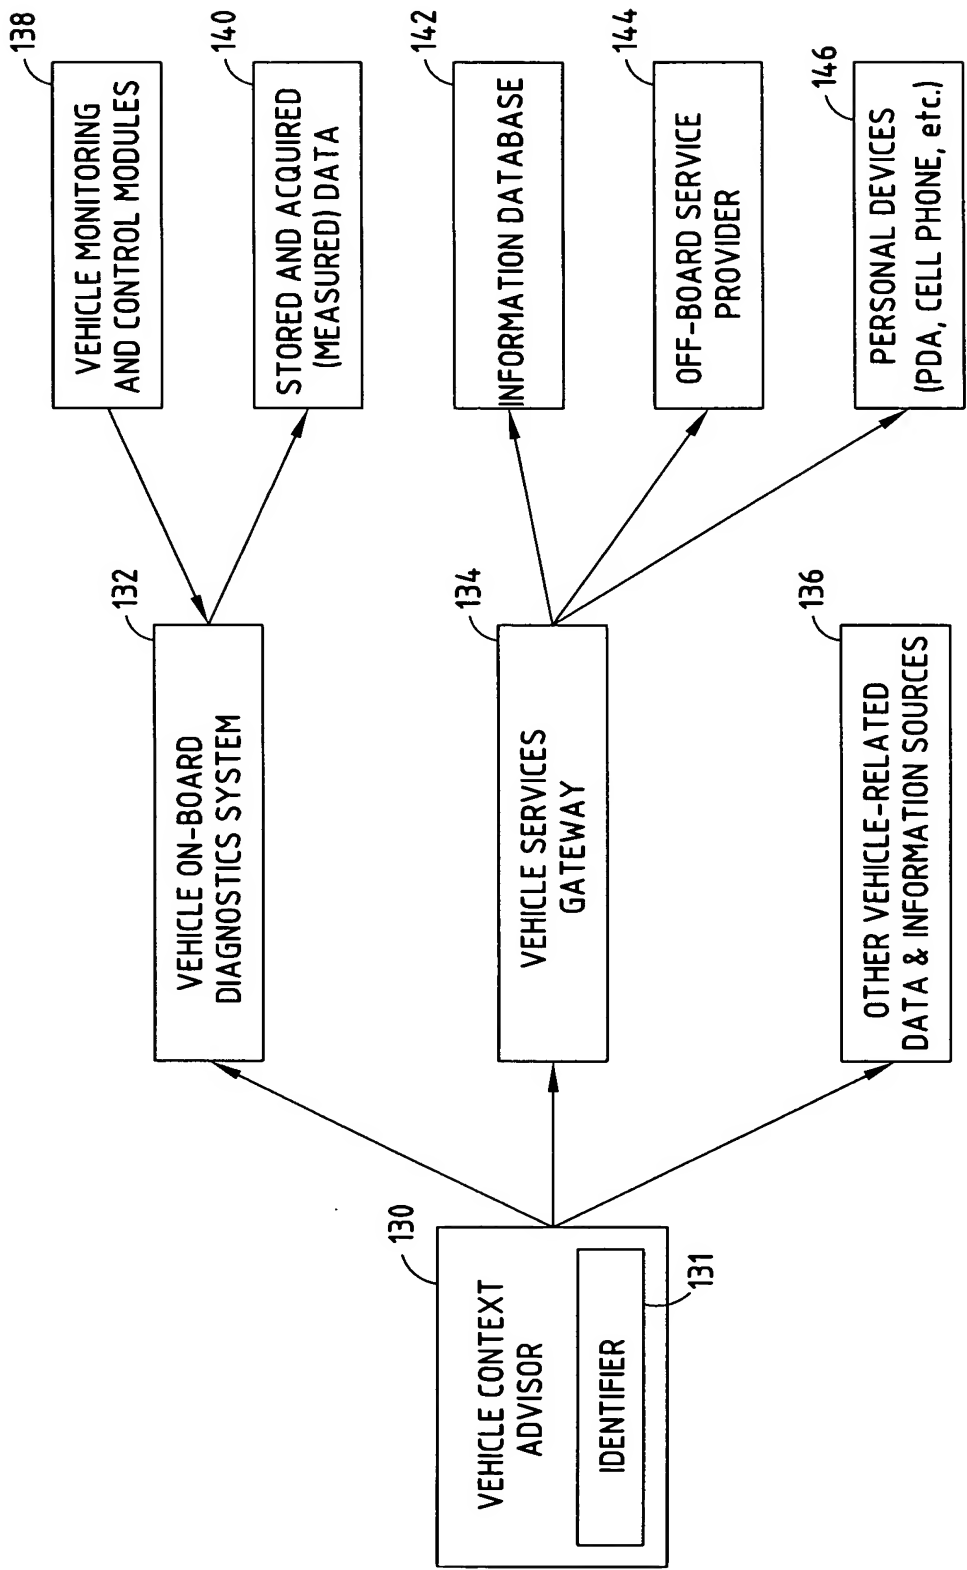 138
VEHICLE MONITORING
AND CONTROL MODULES
140
STORED AND ACQUIRED
(MEASURED) DATA
142
INFORMATION DATABASE
144
OFF-BOARD SERVICE
PROVIDER
146
PERSONAL DEVICES
(PDA, CELL PHONE, etc.)
132
VEHICLE ON-BOARD
DIAGNOSTICS SYSTEM
134
VEHICLE SERVICES
GATEWAY
136
OTHER VEHICLE-RELATED
DATA & INFORMATION SOURCES
130
VEHICLE CONTEXT
ADVISOR
131
IDENTIFIER